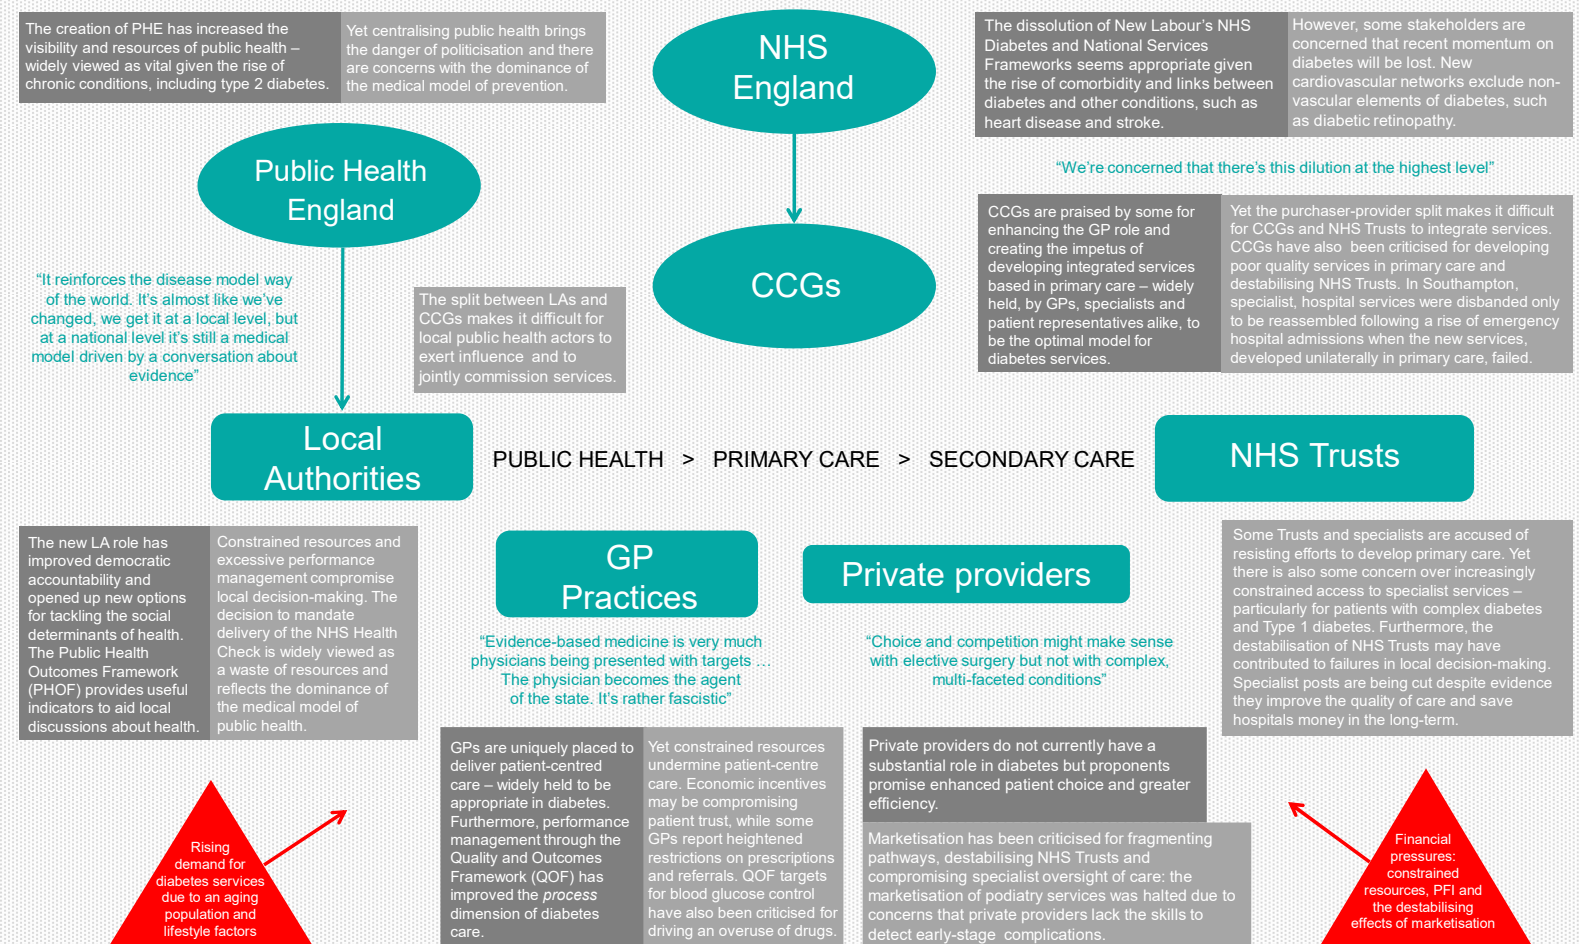 The creation of PHE has increased the
visibility and resources of public health –
widely viewed as vital given the rise of
chronic conditions, including type 2 diabetes.
Yet centralising public health brings
the danger of politicisation and there
are concerns with the dominance of
the medical model of prevention.
NHS
England
The dissolution of New Labour’s NHS
Diabetes and National Services
Frameworks seems appropriate given
the rise of comorbidity and links between
diabetes and other conditions, such as
heart disease and stroke.
However, some stakeholders are
concerned that recent momentum on
diabetes will be lost. New
cardiovascular networks exclude non-
vascular elements of diabetes, such
as diabetic retinopathy.
Public Health
England
“We’re concerned that there’s this dilution at the highest level”
CCGs are praised by some for
enhancing the GP role and
creating the impetus of
developing integrated services
based in primary care – widely
held, by GPs, specialists and
patient representatives alike, to
be the optimal model for
diabetes services.
Yet the purchaser-provider split makes it difficult
for CCGs and NHS Trusts to integrate services.
CCGs have also been criticised for developing
poor quality services in primary care and
destabilising NHS Trusts. In Southampton,
specialist, hospital services were disbanded only
to be reassembled following a rise of emergency
hospital admissions when the new services,
developed unilaterally in primary care, failed.
CCGs
“It reinforces the disease model way
of the world. It’s almost like we’ve
changed, we get it at a local level, but
at a national level it’s still a medical
model driven by a conversation about
evidence”
The split between LAs and
CCGs makes it difficult for
local public health actors to
exert influence and to
jointly commission services.
Local
Authorities
PUBLIC HEALTH > PRIMARY CARE > SECONDARY CARE
NHS Trusts
The new LA role has
improved democratic
accountability and
opened up new options
for tackling the social
determinants of health.
The Public Health
Outcomes Framework
(PHOF) provides useful
indicators to aid local
discussions about health.
Constrained resources and
excessive performance
management compromise
local decision-making. The
decision to mandate
delivery of the NHS Health
Check is widely viewed as
a waste of resources and
reflects the dominance of
the medical model of
public health.
GP
Practices
Private providers
“Evidence-based medicine is very much
physicians being presented with targets …
The physician becomes the agent
of the state. It’s rather fascistic”
“Choice and competition might make sense
with elective surgery but not with complex,
multi-faceted conditions”
Some Trusts and specialists are accused of
resisting efforts to develop primary care. Yet
there is also some concern over increasingly
constrained access to specialist services –
particularly for patients with complex diabetes
and Type 1 diabetes. Furthermore, the
destabilisation of NHS Trusts may have
contributed to failures in local decision-making.
Specialist posts are being cut despite evidence
they improve the quality of care and save
hospitals money in the long-term.
GPs are uniquely placed to
deliver patient-centred
care – widely held to be
appropriate in diabetes.
Furthermore, performance
management through the
Quality and Outcomes
Framework (QOF) has
improved the process
dimension of diabetes
care.
Yet constrained resources
undermine patient-centre
care. Economic incentives
may be compromising
patient trust, while some
GPs report heightened
restrictions on prescriptions
and referrals. QOF targets
for blood glucose control
have also been criticised for
driving an overuse of drugs.
Private providers do not currently have a
substantial role in diabetes but proponents
promise enhanced patient choice and greater
efficiency.
Marketisation has been criticised for fragmenting
pathways, destabilising NHS Trusts and
compromising specialist oversight of care: the
marketisation of podiatry services was halted due to
concerns that private providers lack the skills to
detect early-stage complications.
Rising
demand for
diabetes services
due to an aging
population and
lifestyle factors
Financial
pressures:
constrained
resources, PFI and
the destabilising
effects of marketisation